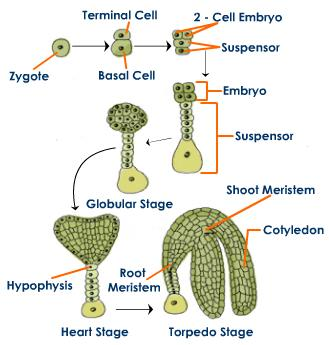 Terminal Cell
2 - Cell Embryo
Zygote
Basal Cell
Suspensor
Embryo
Suspensor
Globular Stage
Shoot Meristem
Cotyledon
Root
Meristem
Hypophysis
Heart Stage
Torpedo Stage